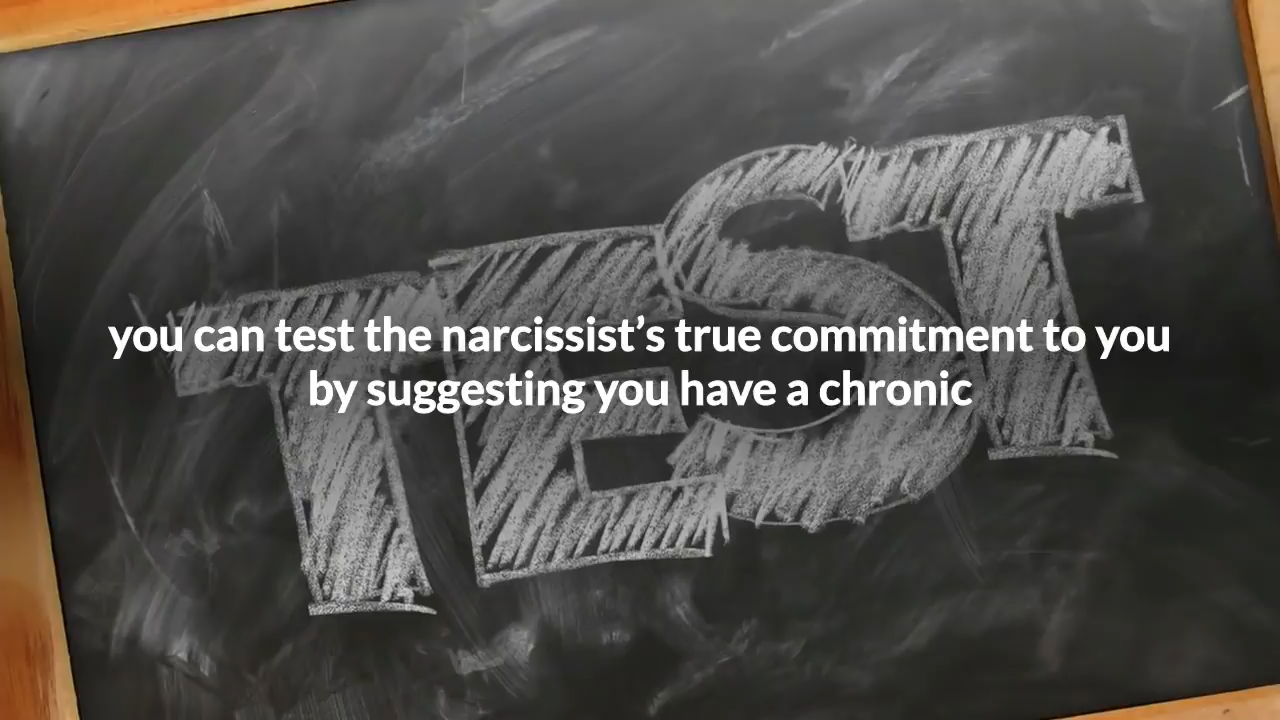 TEST
you can test the narcissist’s true commitment to you
by suggesting you have a chronic